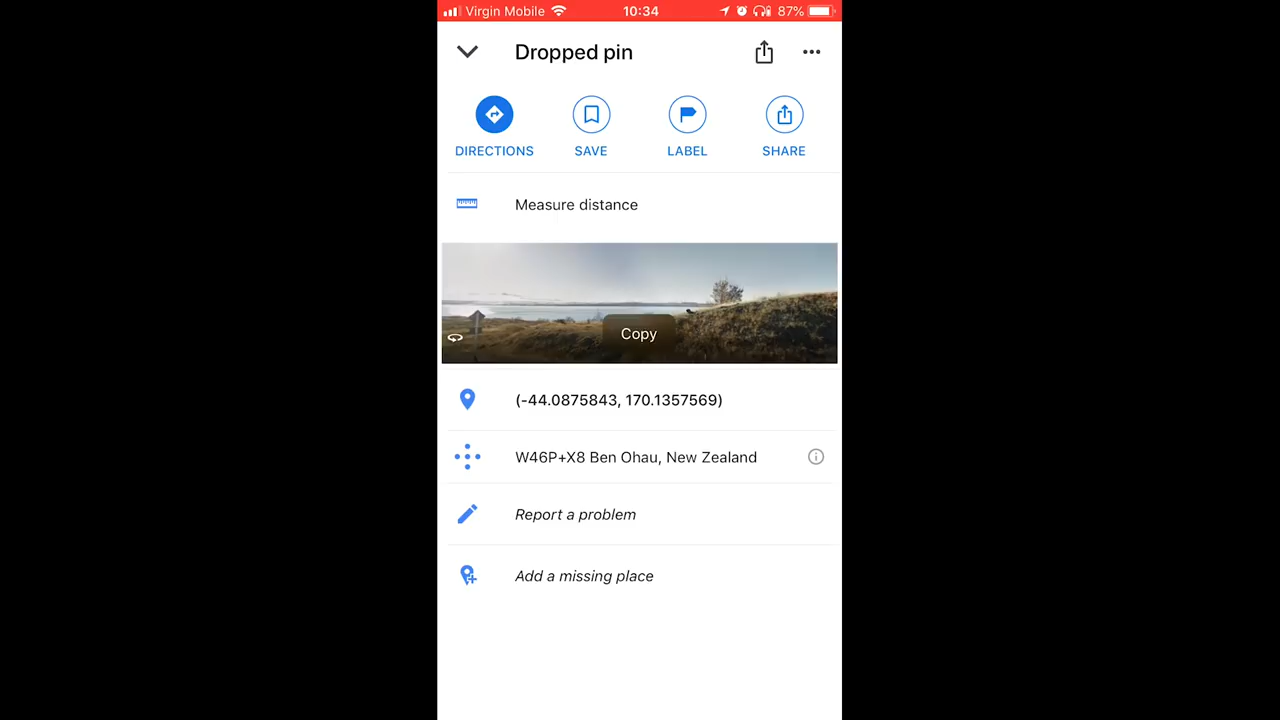 Virgin Mobile 10:34 87%
Dropped pin
DIRECTIONS SAVE LABEL SHARE
Measure distance
Copy
(-44.0875843, 170.1357569)
W46P+X8 Ben Ohau, New Zealand
Report a problem
Add a missing place